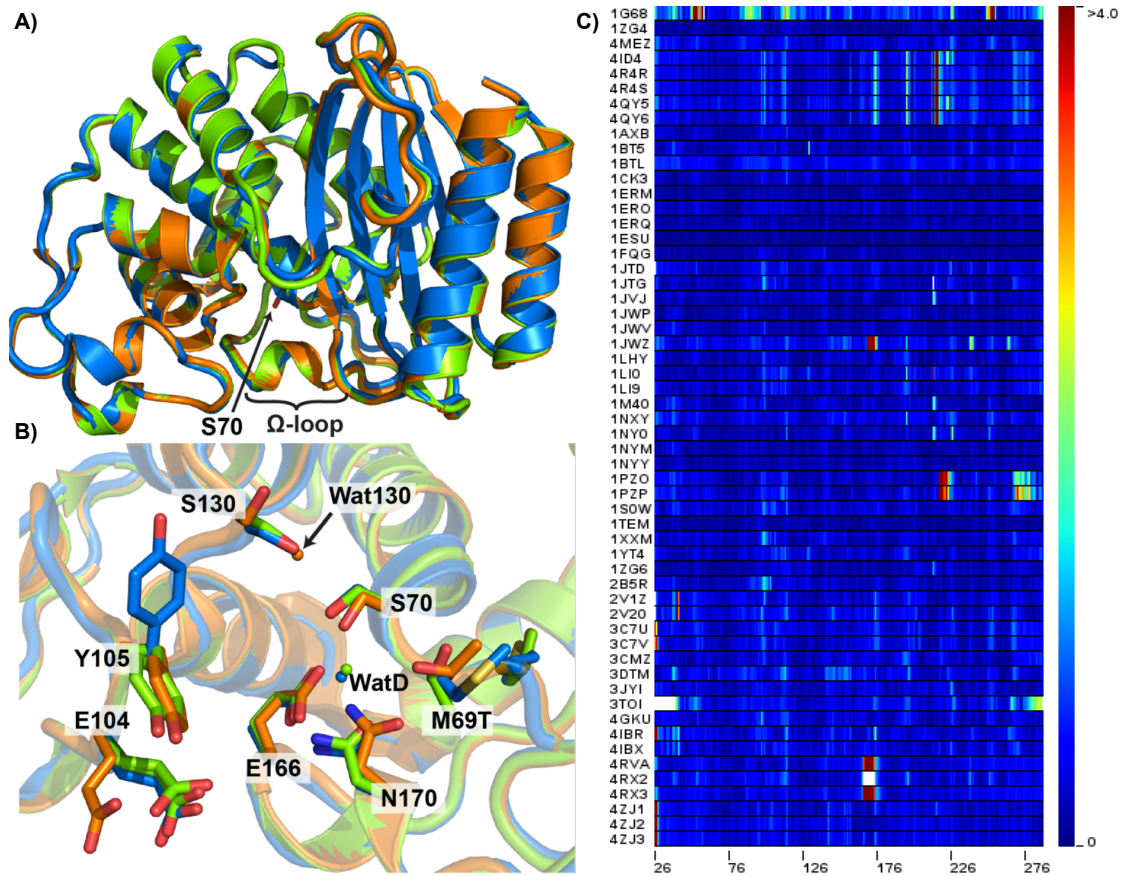 A)
S70
Ω-loop
B)
S130
Wat130
S70
Y105
WatD
M69T
E104
E166
N170
C)
1G68
1ZG4
4MEZ
4ID4
4R4R
4R4S
4QY5
4QY6
1AXB
1BT5
1BTL
1CK3
1ERM
1ERO
1ERQ
1ESU
1FQG
1JTD
1JTG
1JVJ
1JWP
1JWV
1JWZ
1LHY
1LI0
1LI9
1M40
1NXY
1NY0
1NYM
1NYY
1PZO
1PZP
1S0W
1TEM
1XXM
1YT4
1ZG6
2B5R
2V1Z
2V20
3C7U
3C7V
3CMZ
3DTM
3JYI
3TOI
4GKU
4IBR
4IBX
4RVA
4RX2
4RX3
4ZJ1
4ZJ2
4ZJ3
26 76 126 176 226 276
>4.0
0